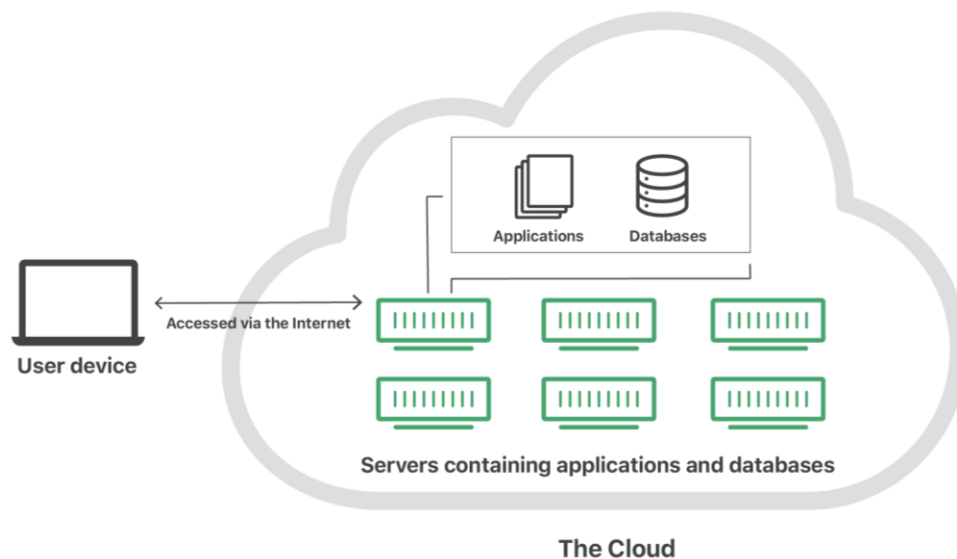 Applications
Databases
Accessed via the Internet
User device
Servers containing applications and databases
The Cloud